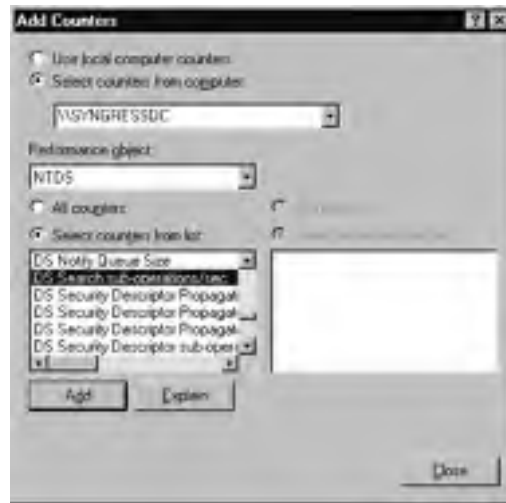 Add Counters
Use local computer counters
Select counters from computer:
\\SYNGRESSDC
Performance object:
NTDS
All counters
Select counters from list
DS Notify Queue Size
DS Search sub-operations/sec
DS Security Descriptor Propagat
DS Security Descriptor Propagat
DS Security Descriptor Propagat
DS Security Descriptor sub-oper
Add
Explain
Close